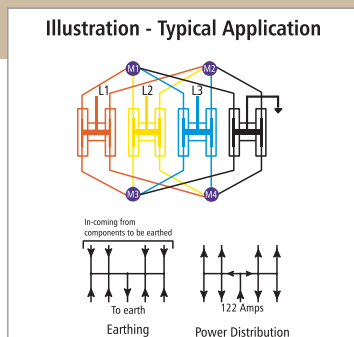 Illustration - Typical Application
M1
M2
L1
L2
L3
M3
M4
In-coming from
components to be earthed
To earth
122 Amps
Earthing
Power Distribution